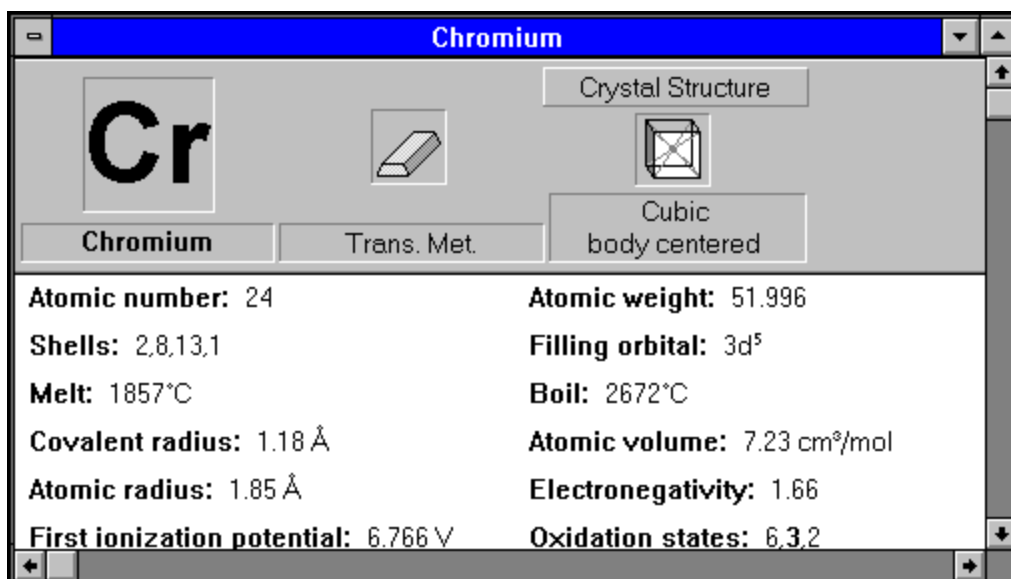 Chromium
Crystal Structure
Cr
Cubic
body centered
Chromium
Trans. Met.
Atomic number: 24
Atomic weight: 51.996
Shells: 2,8,13,1
Filling orbital: 3d⁵
Melt: 1857°C
Boil: 2672°C
Covalent radius: 1.18 Å
Atomic volume: 7.23 cm³/mol
Atomic radius: 1.85 Å
Electronegativity: 1.66
First ionization potential: 6.766 V
Oxidation states: 6,3,2